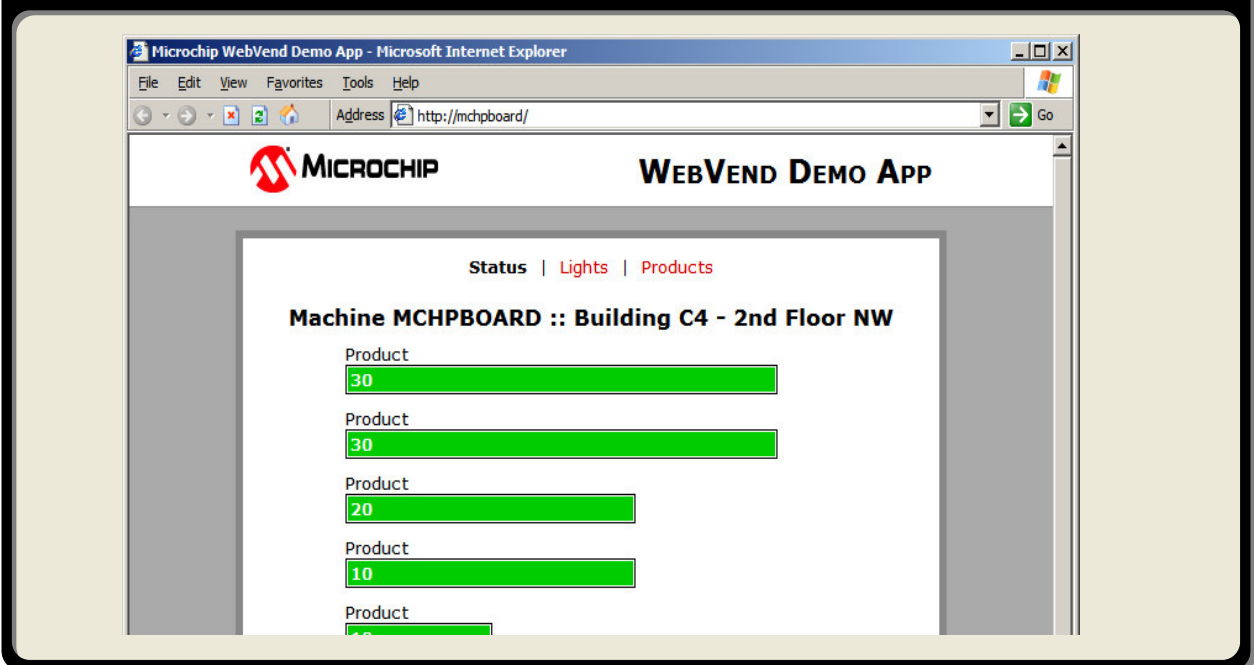 Microchip WebVend Demo App - Microsoft Internet Explorer
File Edit View Favorites Tools Help
Address http://mchpboard/ Go
MICROCHIP WEBVEND DEMO APP
Status | Lights | Products
Machine MCHPBOARD :: Building C4 - 2nd Floor NW
Product
30
Product
30
Product
20
Product
10
Product